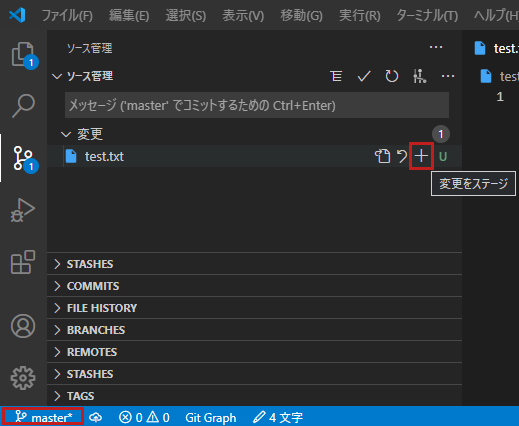 ファイル(F) 編集(E) 選択(S) 表示(V) 移動(G) 実行(R) ターミナル(T) ヘルプ(H
ソース管理
test.
ソース管理
test
メッセージ ('master' でコミットするための Ctrl+Enter)
1
変更 1
test.txt U
変更をステージ
STASHES
COMMITS
FILE HISTORY
BRANCHES
REMOTES
STASHES
TAGS
1
1
master* 0 0 Git Graph 4 文字